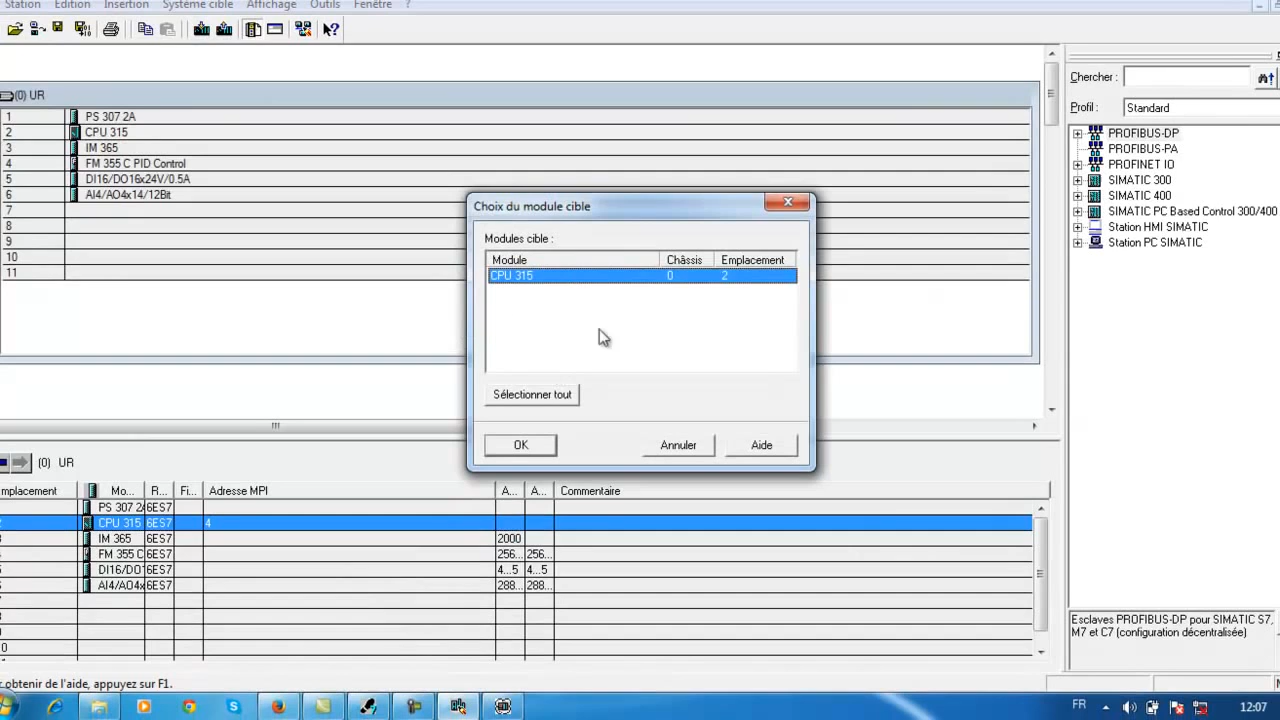 Station Edition Insertion Système cible Affichage Outils Fenêtre ?
Chercher :
Profil : Standard
(0) UR
1 PS 307 2A
2 CPU 315
3 IM 365
4 FM 355 C PID Control
5 DI16/DO16x24V/0.5A
6 AI4/AO4x14/12Bit
7
8
9
10
11
PROFIBUS-DP
PROFIBUS-PA
PROFINET IO
SIMATIC 300
SIMATIC 400
SIMATIC PC Based Control 300/400
Station HMI SIMATIC
Station PC SIMATIC
Choix du module cible
Modules cible :
Module Châssis Emplacement
CPU 315 0 2
Sélectionner tout
OK Annuler Aide
(0) UR
mplacement Mo... R... Fi... Adresse MPI A... A... Commentaire
PS 307 2A 6ES7
2 CPU 315 6ES7 4
3 IM 365 6ES7 2000
4 FM 355 C 6ES7 256... 256...
5 DI16/DO1 6ES7 4...5 4...5
6 AI4/AO4x 6ES7 288... 288...
Esclaves PROFIBUS-DP pour SIMATIC S7,
M7 et C7 (configuration décentralisée)
r obtenir de l'aide, appuyez sur F1.
FR 12:07